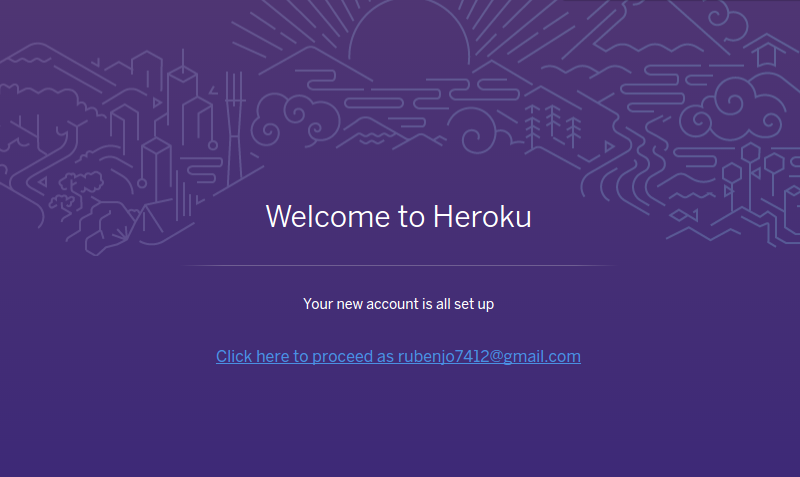 Welcome to Heroku
Your new account is all set up
Click here to proceed as rubenjo7412@gmail.com